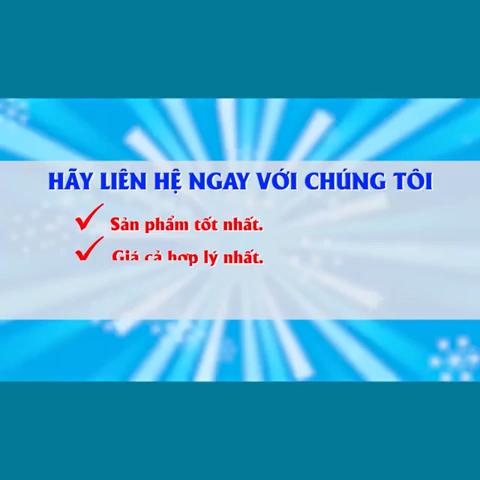 HÃY LIÊN HỆ NGAY VỚI CHÚNG TÔI
Sản phẩm tốt nhất.
Giá cả hợp lý nhất.